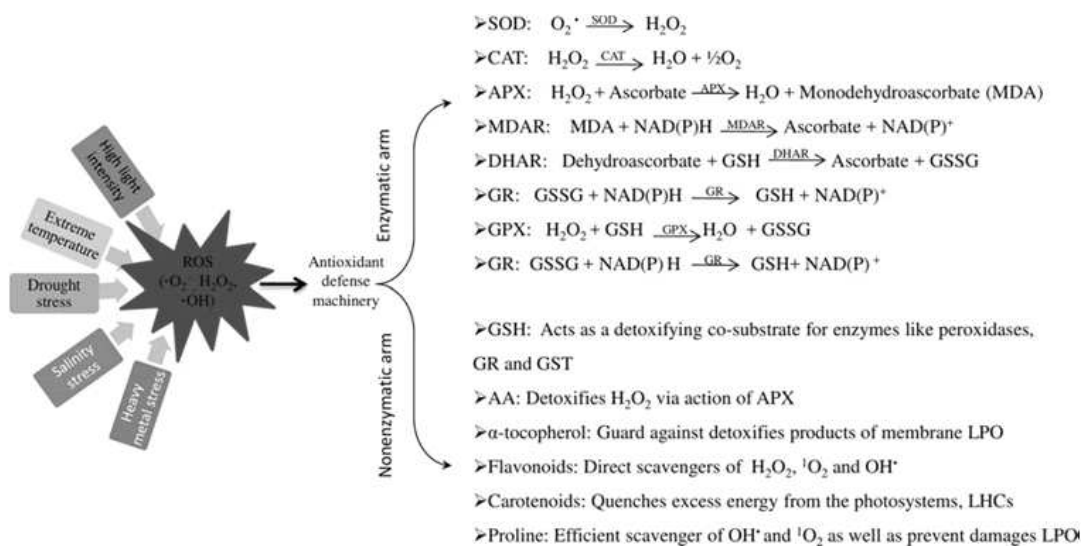 High light
intensity
Extreme
temperature
Drought
stress
Salinity
stress
Heavy
metal stress
ROS
(•O₂⁻ H₂O₂,
•OH)
Antioxidant
defense
machinery
Enzymatic arm
➢SOD: O₂• —SOD→ H₂O₂
➢CAT: H₂O₂ —CAT→ H₂O + ½O₂
➢APX: H₂O₂ + Ascorbate —APX→ H₂O + Monodehydroascorbate (MDA)
➢MDAR: MDA + NAD(P)H —MDAR→ Ascorbate + NAD(P)⁺
➢DHAR: Dehydroascorbate + GSH —DHAR→ Ascorbate + GSSG
➢GR: GSSG + NAD(P)H —GR→ GSH + NAD(P)⁺
➢GPX: H₂O₂ + GSH —GPX→ H₂O + GSSG
➢GR: GSSG + NAD(P) H —GR→ GSH+ NAD(P) ⁺
Nonenzymatic arm
➢GSH: Acts as a detoxifying co-substrate for enzymes like peroxidases,
GR and GST
➢AA: Detoxifies H₂O₂ via action of APX
➢α-tocopherol: Guard against detoxifies products of membrane LPO
➢Flavonoids: Direct scavengers of H₂O₂, ¹O₂ and OH•
➢Carotenoids: Quenches excess energy from the photosystems, LHCs
➢Proline: Efficient scavenger of OH• and ¹O₂ as well as prevent damages LPO